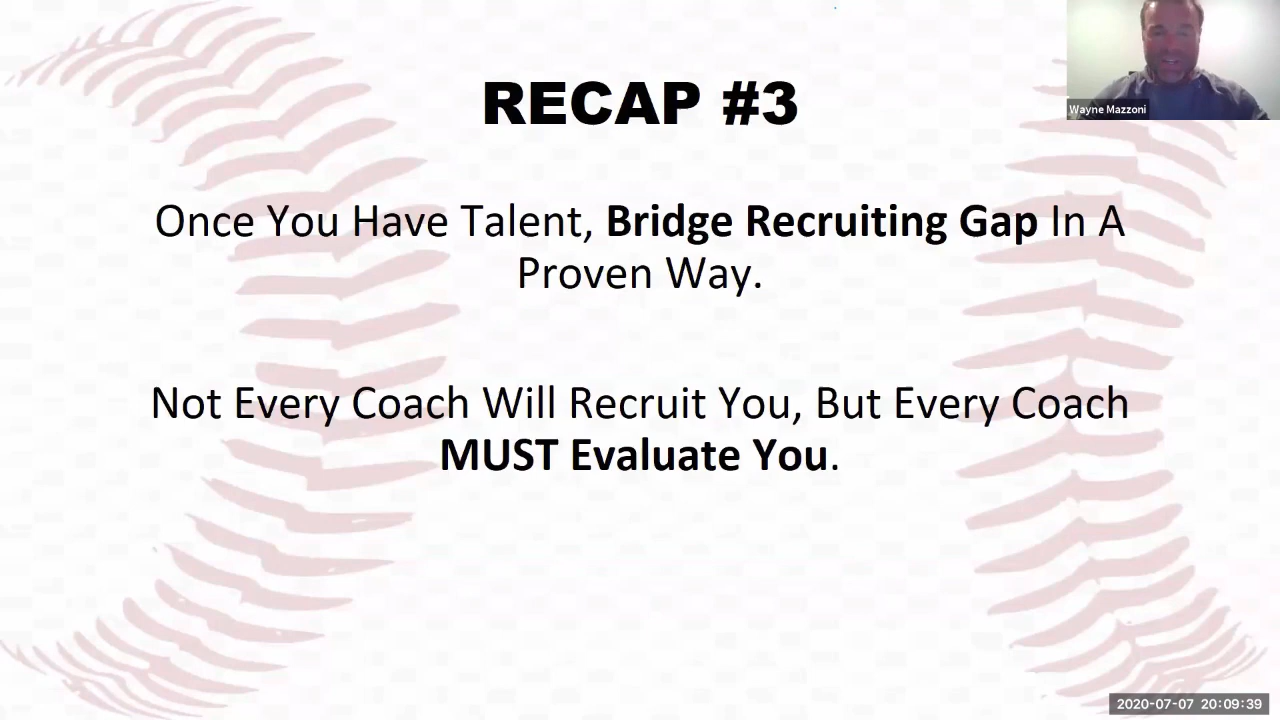 Wayne Mazzoni
RECAP #3
Once You Have Talent, Bridge Recruiting Gap In A
Proven Way.
Not Every Coach Will Recruit You, But Every Coach
MUST Evaluate You.
2020-07-07 20:09:39